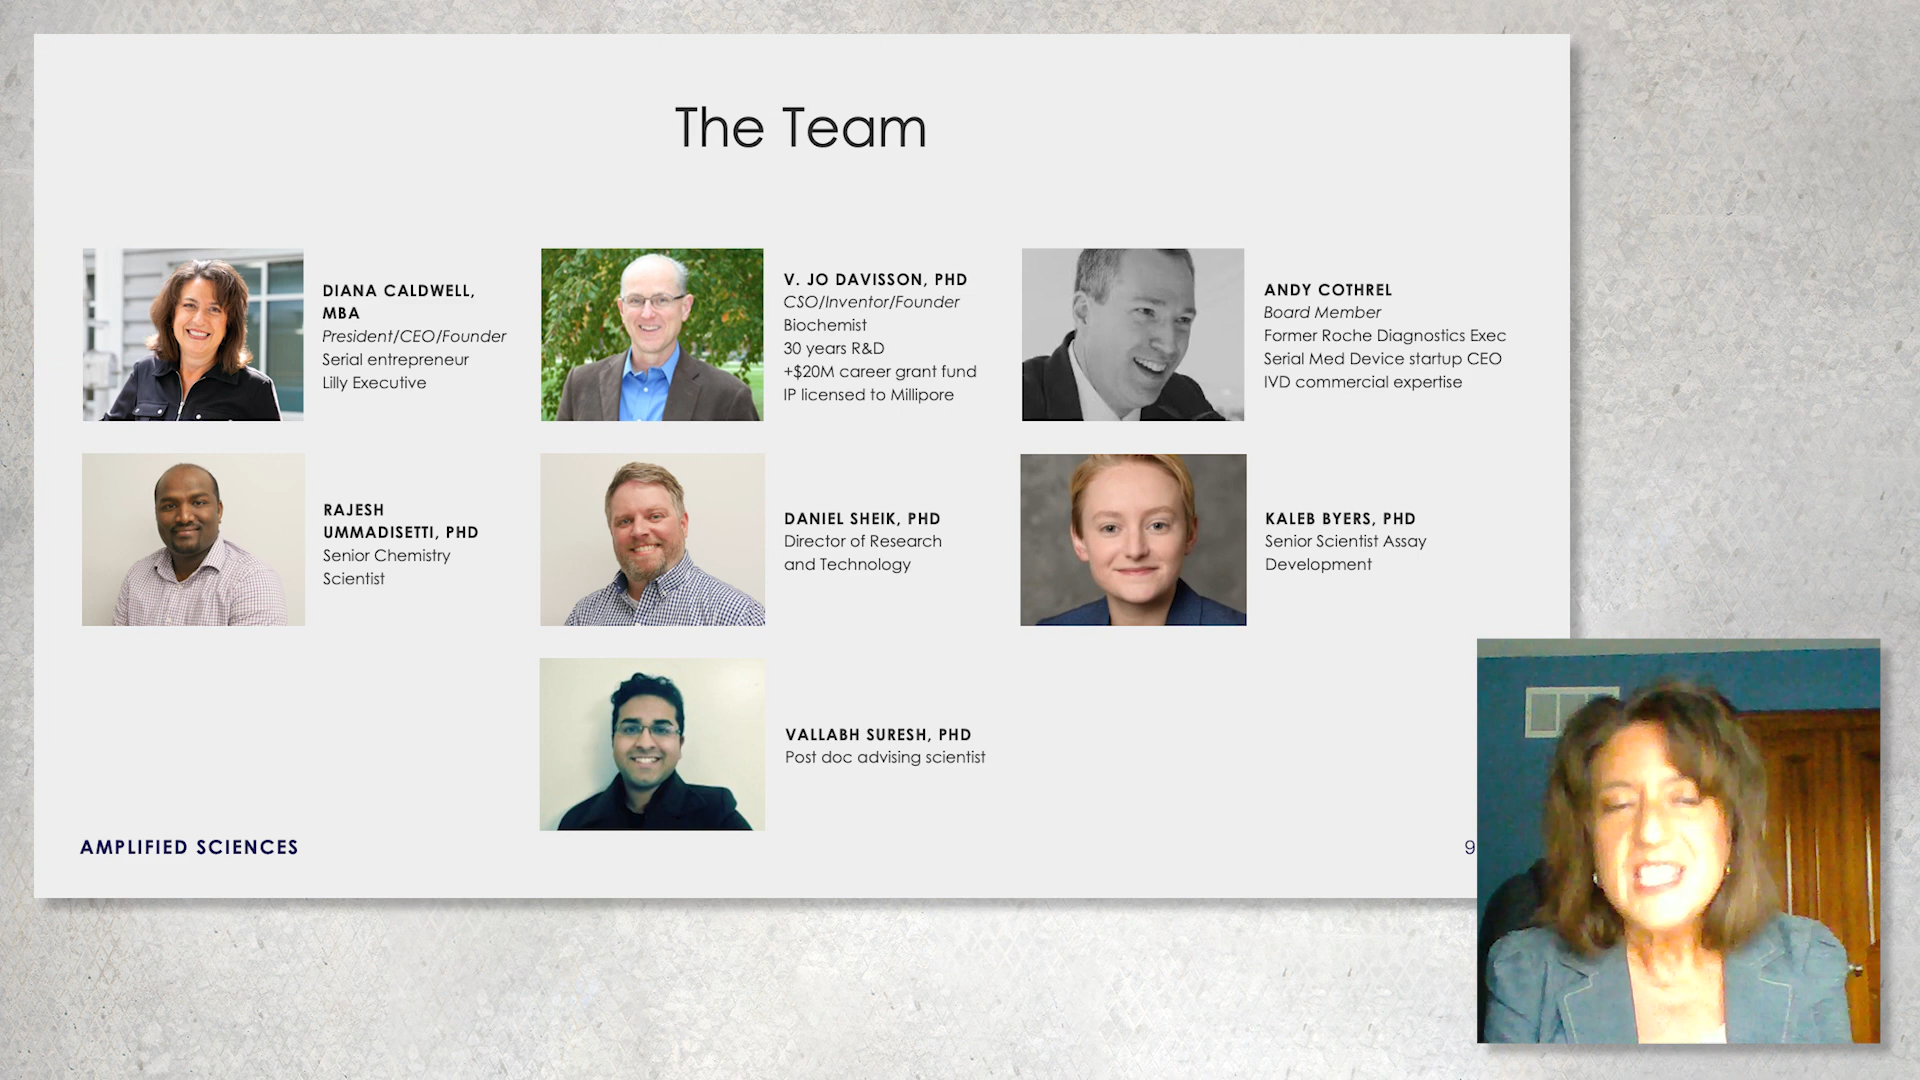 The Team
DIANA CALDWELL,
MBA
President/CEO/Founder
Serial entrepreneur
Lilly Executive
V. JO DAVISSON, PHD
CSO/Inventor/Founder
Biochemist
30 years R&D
+$20M career grant fund
IP licensed to Millipore
ANDY COTHREL
Board Member
Former Roche Diagnostics Exec
Serial Med Device startup CEO
IVD commercial expertise
RAJESH
UMMADISETTI, PHD
Senior Chemistry
Scientist
DANIEL SHEIK, PHD
Director of Research
and Technology
KALEB BYERS, PHD
Senior Scientist Assay
Development
VALLABH SURESH, PHD
Post doc advising scientist
AMPLIFIED SCIENCES
9